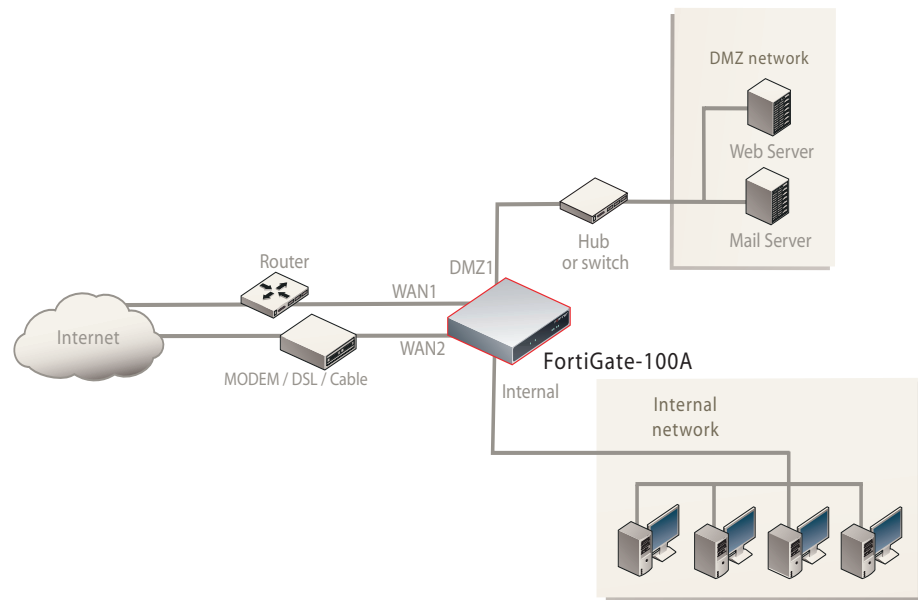 DMZ network
Web Server
Mail Server
Hub
or switch
DMZ1
Router
WAN1
Internet
WAN2
MODEM / DSL / Cable
FortiGate-100A
Internal
Internal
network